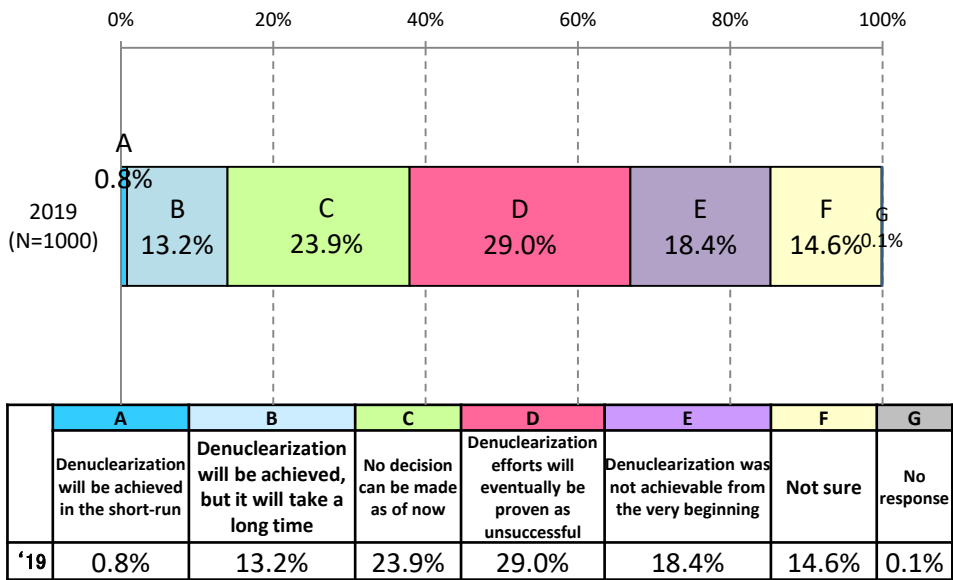 0% 20% 40% 60% 80% 100%
A
0.8%
B
13.2%
C
23.9%
D
29.0%
E
18.4%
F
14.6%
G
0.1%
2019
(N=1000)
A B C D E F G
Denuclearization
will be achieved
in the short-run
Denuclearization
will be achieved,
but it will take a
long time
No decision
can be made
as of now
Denuclearization
efforts will
eventually be
proven as
unsuccessful
Denuclearization was
not achievable from
the very beginning
Not sure
No
response
‘19 0.8% 13.2% 23.9% 29.0% 18.4% 14.6% 0.1%